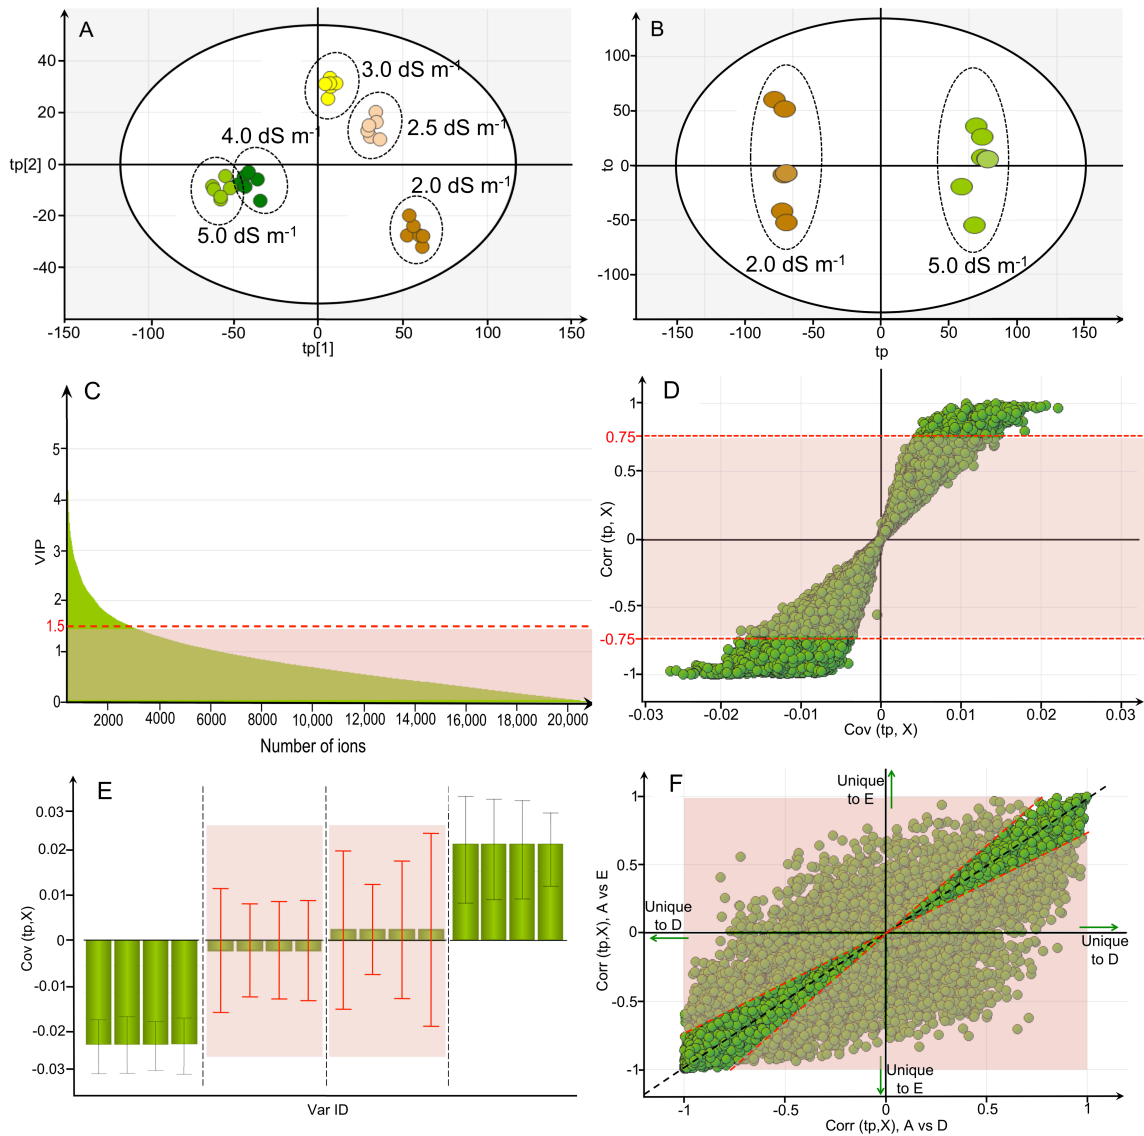 A
40
20
tp[2] 0
-20
-40
3.0 dS m-1
2.5 dS m-1
4.0 dS m-1
2.0 dS m-1
5.0 dS m-1
-150
-100
-50
0
50
100
150
tp[1]
B
100
50
0
-50
-100
to
2.0 dS m-1
5.0 dS m-1
-100
-50
0
50
100
150
tp
C
5
4
3
2
1.5
1
0
VIP
2000
4000
6000
8000
10,000
12,000
14,000
16,000
18,000
20,000
Number of ions
D
1
0.75
0.5
0
-0.5
-0.75
-1
Corr (tp, X)
-0.03
-0.02
-0.01
0
0.01
0.02
0.03
Cov (tp, X)
E
0.03
0.02
0.01
0
-0.01
-0.02
-0.03
Cov (tp,X)
Var ID
F
Unique
to E
1
0.5
0
-0.5
-1
Corr (tp,X), A vs E
Unique
to D
Unique
to D
Unique
to E
-1
-0.5
0
0.5
1
Corr (tp,X), A vs D